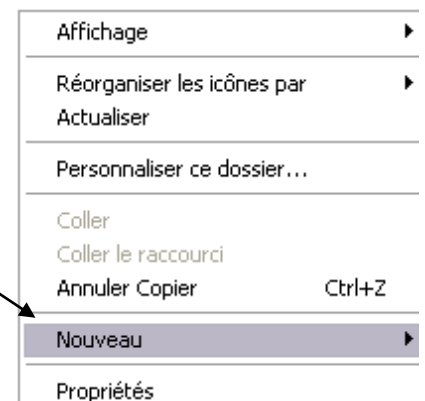 Affichage
Réorganiser les icônes par
Actualiser
Personnaliser ce dossier...
Coller
Coller le raccourci
Annuler Copier Ctrl+Z
Nouveau
Propriétés